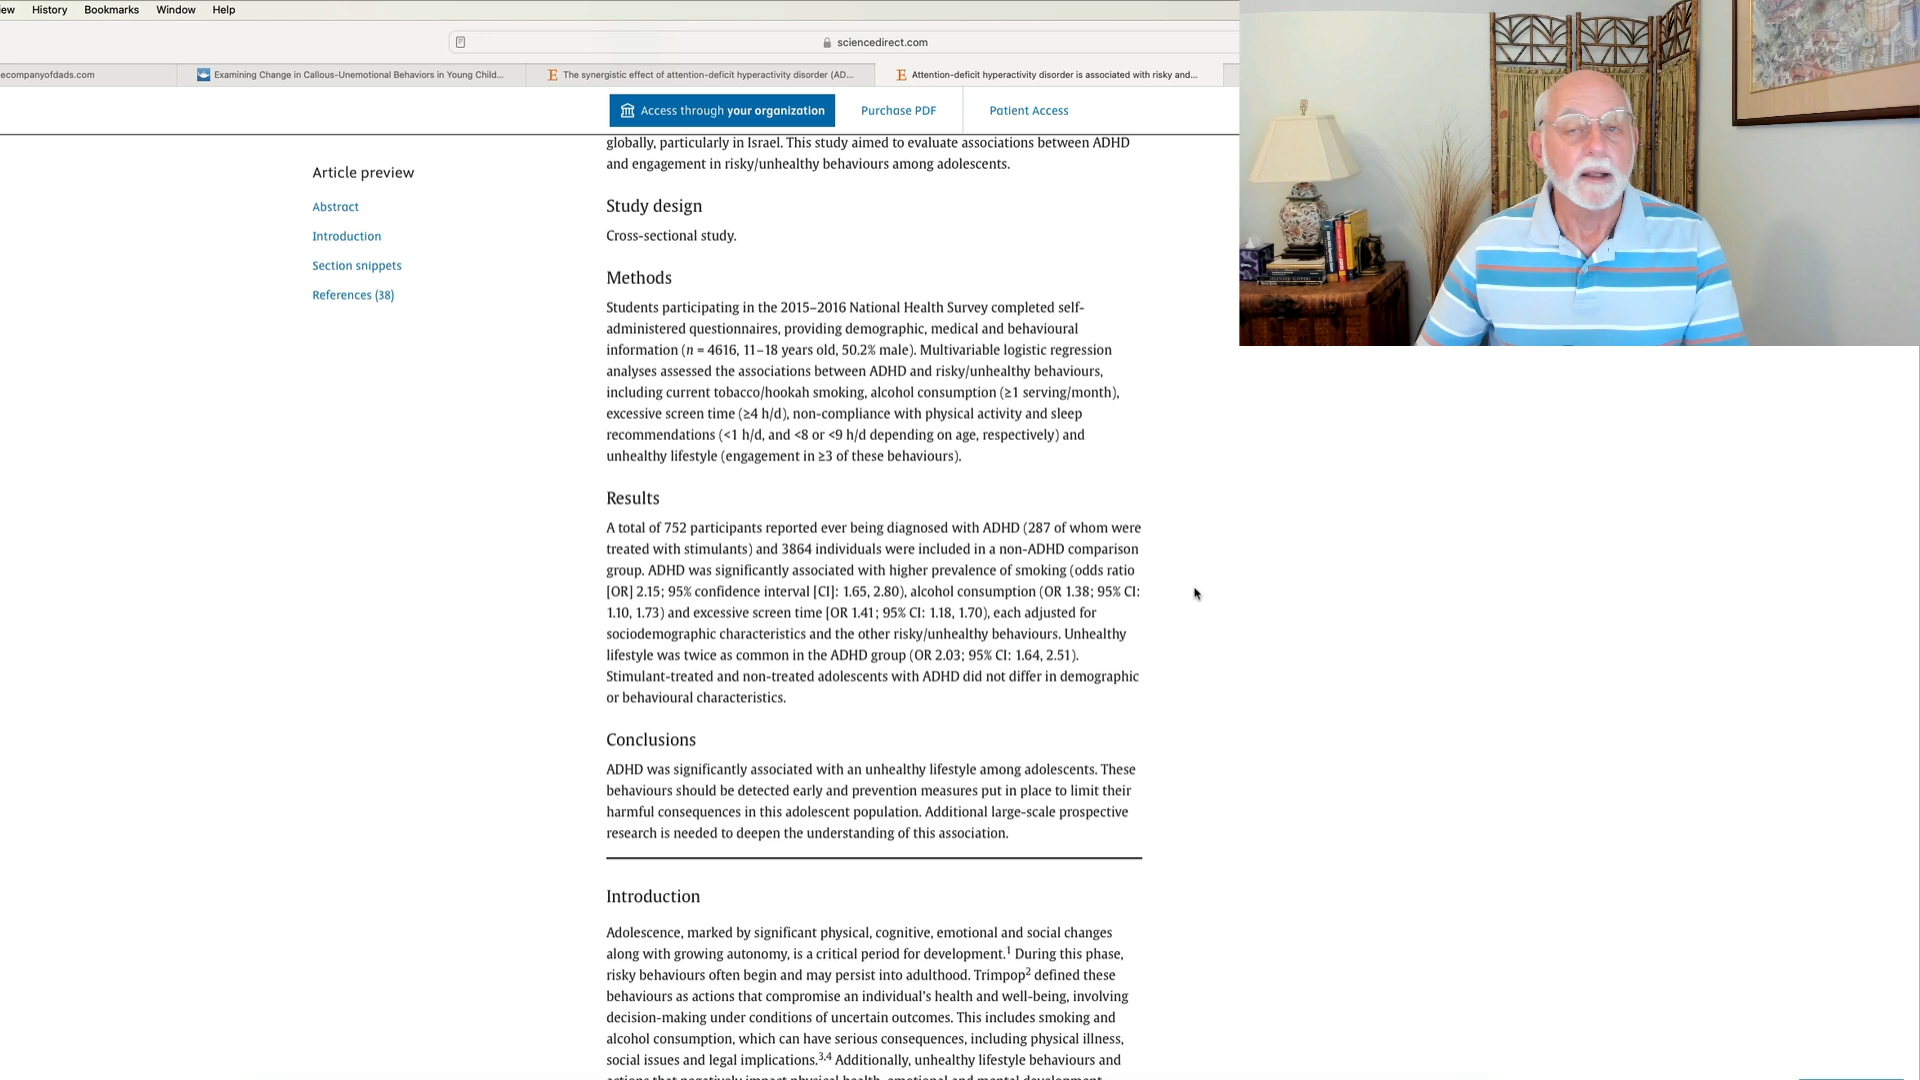 ew History Bookmarks Window Help
sciencedirect.com
ecompanyofdads.com
Examining Change in Callous-Unemotional Behaviors in Young Child...
The synergistic effect of attention-deficit hyperactivity disorder (AD...
Attention-deficit hyperactivity disorder is associated with risky and...
Access through your organization
Purchase PDF
Patient Access
Article preview
Abstract
Introduction
Section snippets
References (38)
globally, particularly in Israel. This study aimed to evaluate associations between ADHD
and engagement in risky/unhealthy behaviours among adolescents.
Study design
Cross-sectional study.
Methods
Students participating in the 2015–2016 National Health Survey completed self-
administered questionnaires, providing demographic, medical and behavioural
information (n = 4616, 11–18 years old, 50.2% male). Multivariable logistic regression
analyses assessed the associations between ADHD and risky/unhealthy behaviours,
including current tobacco/hookah smoking, alcohol consumption (≥1 serving/month),
excessive screen time (≥4 h/d), non-compliance with physical activity and sleep
recommendations (<1 h/d, and <8 or <9 h/d depending on age, respectively) and
unhealthy lifestyle (engagement in ≥3 of these behaviours).
Results
A total of 752 participants reported ever being diagnosed with ADHD (287 of whom were
treated with stimulants) and 3864 individuals were included in a non-ADHD comparison
group. ADHD was significantly associated with higher prevalence of smoking (odds ratio
[OR] 2.15; 95% confidence interval [CI]: 1.65, 2.80), alcohol consumption (OR 1.38; 95% CI:
1.10, 1.73) and excessive screen time [OR 1.41; 95% CI: 1.18, 1.70), each adjusted for
sociodemographic characteristics and the other risky/unhealthy behaviours. Unhealthy
lifestyle was twice as common in the ADHD group (OR 2.03; 95% CI: 1.64, 2.51).
Stimulant-treated and non-treated adolescents with ADHD did not differ in demographic
or behavioural characteristics.
Conclusions
ADHD was significantly associated with an unhealthy lifestyle among adolescents. These
behaviours should be detected early and prevention measures put in place to limit their
harmful consequences in this adolescent population. Additional large-scale prospective
research is needed to deepen the understanding of this association.
Introduction
Adolescence, marked by significant physical, cognitive, emotional and social changes
along with growing autonomy, is a critical period for development.1 During this phase,
risky behaviours often begin and may persist into adulthood. Trimpop2 defined these
behaviours as actions that compromise an individual's health and well-being, involving
decision-making under conditions of uncertain outcomes. This includes smoking and
alcohol consumption, which can have serious consequences, including physical illness,
social issues and legal implications.3,4 Additionally, unhealthy lifestyle behaviours and
actions that negatively impact physical health, emotional and mental development